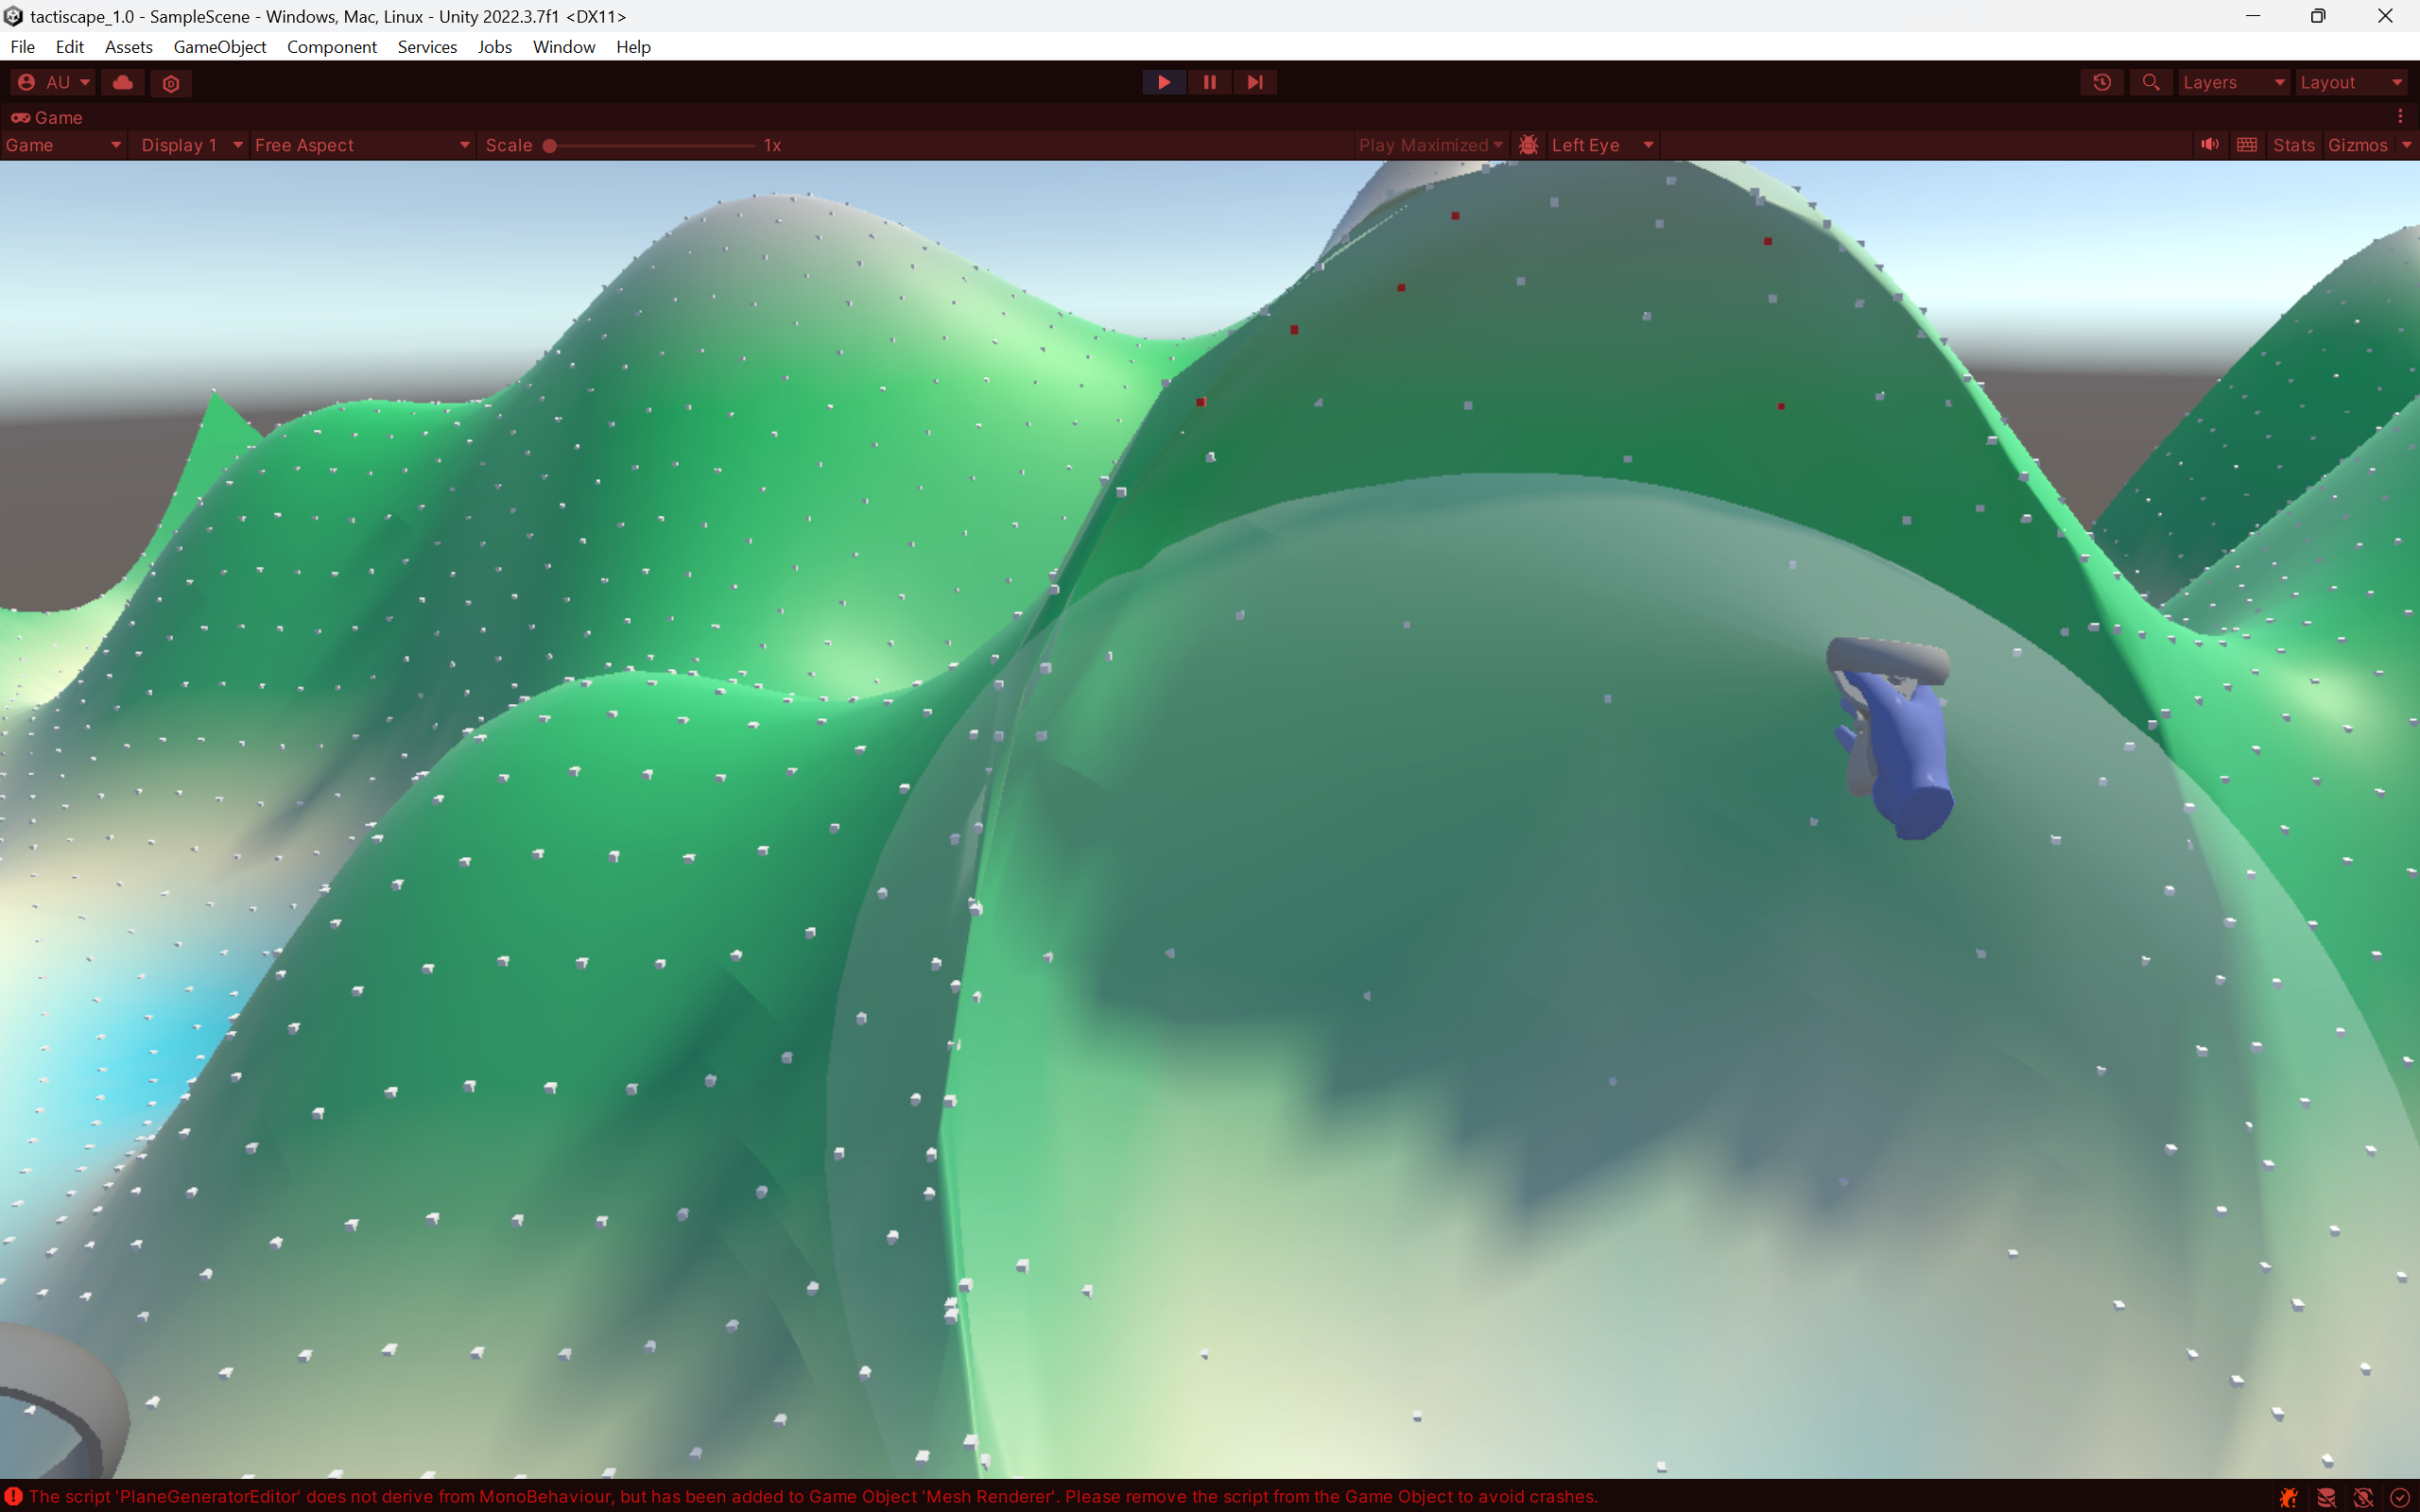 tactiscape_1.0 - SampleScene - Windows, Mac, Linux - Unity 2022.3.7f1 <DX11>
File Edit Assets GameObject Component Services Jobs Window Help
AU Layers Layout
Game
Game Display 1 Free Aspect Scale 1x Play Maximized Left Eye Stats Gizmos
The script 'PlaneGeneratorEditor' does not derive from MonoBehaviour, but has been added to Game Object 'Mesh Renderer'. Please remove the script from the Game Object to avoid crashes.